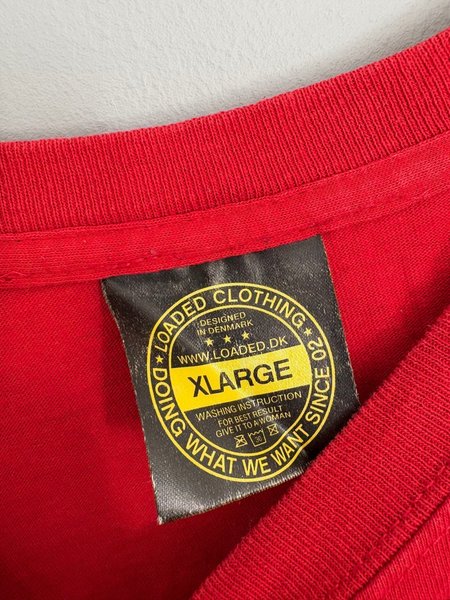 LOADED CLOTHING
DESIGNED
IN DENMARK
WWW.LOADED.DK
XLARGE
WASHING INSTRUCTION
FOR BEST RESULT
GIVE IT TO A WOMAN
30
DOING WHAT WE WANT SINCE 02